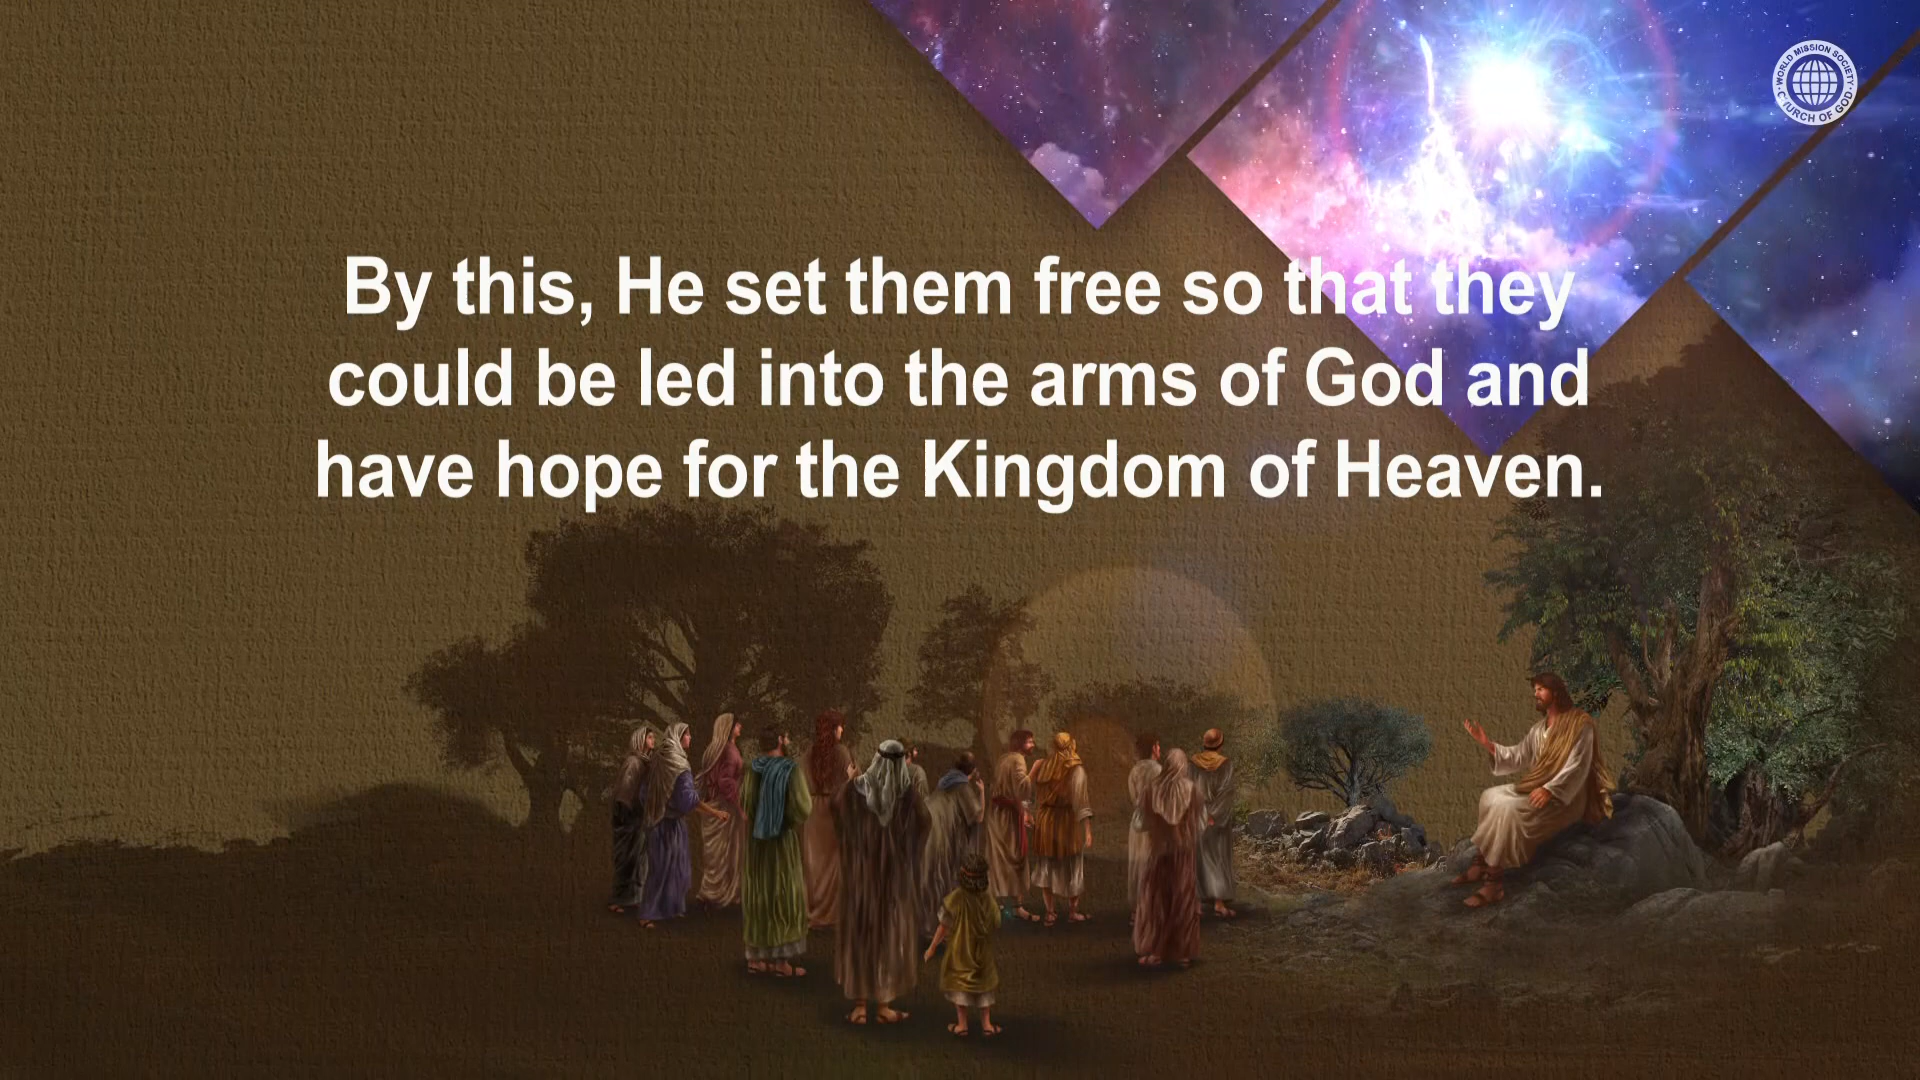 WORLD MISSION SOCIETY
CHURCH OF GOD
By this, He set them free so that they
could be led into the arms of God and
have hope for the Kingdom of Heaven.